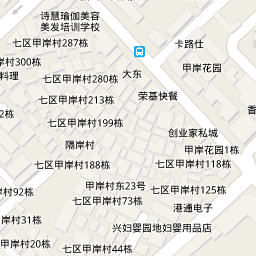 诗慧瑜伽美容
美发培训学校
七区甲岸村287栋
卡路仕
甲岸村300栋
料理
大东
甲岸花园
七区甲岸村280栋
荣基快餐
七区甲岸村213栋
香
七区甲岸村199栋
创业家私城
隔岸村
甲岸花园1栋
七区甲岸村188栋
七区甲岸村118栋
甲岸村东23号
甲岸村92栋
七区甲岸村125栋
七区甲岸村73栋
港通电子
甲岸村31栋
兴妇婴园地妇婴用品店
甲岸村20栋
七区甲岸村44栋